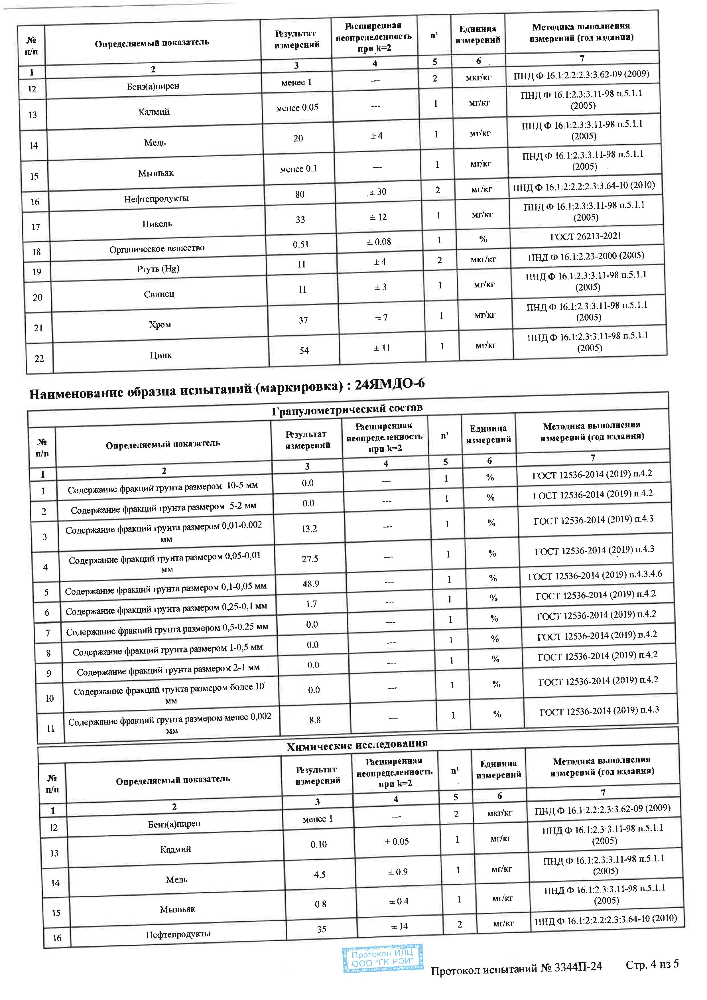 № п/п | Определяемый показатель | Результат измерений | Расширенная неопределенность при k=2 | n¹ | Единица измерений | Методика выполнения измерений (год издания)
1 | 2 | 3 | 4 | 5 | 6 | 7
12 | Бенз(а)пирен | менее 1 | --- | 2 | мкг/кг | ПНД Ф 16.1:2.2:2.3:3.62-09 (2009)
13 | Кадмий | менее 0.05 | --- | 1 | мг/кг | ПНД Ф 16.1:2.3:3.11-98 п.5.1.1 (2005)
14 | Медь | 20 | ± 4 | 1 | мг/кг | ПНД Ф 16.1:2.3:3.11-98 п.5.1.1 (2005)
15 | Мышьяк | менее 0.1 | --- | 1 | мг/кг | ПНД Ф 16.1:2.3:3.11-98 п.5.1.1 (2005)
16 | Нефтепродукты | 80 | ± 30 | 2 | мг/кг | ПНД Ф 16.1:2:2.2:2.3:3.64-10 (2010)
17 | Никель | 33 | ± 12 | 1 | мг/кг | ПНД Ф 16.1:2.3:3.11-98 п.5.1.1 (2005)
18 | Органическое вещество | 0.51 | ± 0.08 | 1 | % | ГОСТ 26213-2021
19 | Ртуть (Hg) | 11 | ± 4 | 2 | мкг/кг | ПНД Ф 16.1:2.23-2000 (2005)
20 | Свинец | 11 | ± 3 | 1 | мг/кг | ПНД Ф 16.1:2.3:3.11-98 п.5.1.1 (2005)
21 | Хром | 37 | ± 7 | 1 | мг/кг | ПНД Ф 16.1:2.3:3.11-98 п.5.1.1 (2005)
22 | Цинк | 54 | ± 11 | 1 | мг/кг | ПНД Ф 16.1:2.3:3.11-98 п.5.1.1 (2005)
Наименование образца испытаний (маркировка) : 24ЯМДО-6
Гранулометрический состав
№ п/п | Определяемый показатель | Результат измерений | Расширенная неопределенность при k=2 | n¹ | Единица измерений | Методика выполнения измерений (год издания)
1 | 2 | 3 | 4 | 5 | 6 | 7
1 | Содержание фракций грунта размером 10-5 мм | 0.0 | --- | 1 | % | ГОСТ 12536-2014 (2019) п.4.2
2 | Содержание фракций грунта размером 5-2 мм | 0.0 | --- | 1 | % | ГОСТ 12536-2014 (2019) п.4.2
3 | Содержание фракций грунта размером 0,01-0,002 мм | 13.2 | --- | 1 | % | ГОСТ 12536-2014 (2019) п.4.3
4 | Содержание фракций грунта размером 0,05-0,01 мм | 27.5 | --- | 1 | % | ГОСТ 12536-2014 (2019) п.4.3
5 | Содержание фракций грунта размером 0,1-0,05 мм | 48.9 | --- | 1 | % | ГОСТ 12536-2014 (2019) п.4.3.4.6
6 | Содержание фракций грунта размером 0,25-0,1 мм | 1.7 | --- | 1 | % | ГОСТ 12536-2014 (2019) п.4.2
7 | Содержание фракций грунта размером 0,5-0,25 мм | 0.0 | --- | 1 | % | ГОСТ 12536-2014 (2019) п.4.2
8 | Содержание фракций грунта размером 1-0,5 мм | 0.0 | --- | 1 | % | ГОСТ 12536-2014 (2019) п.4.2
9 | Содержание фракций грунта размером 2-1 мм | 0.0 | --- | 1 | % | ГОСТ 12536-2014 (2019) п.4.2
10 | Содержание фракций грунта размером более 10 мм | 0.0 | --- | 1 | % | ГОСТ 12536-2014 (2019) п.4.2
11 | Содержание фракций грунта размером менее 0,002 мм | 8.8 | --- | 1 | % | ГОСТ 12536-2014 (2019) п.4.3
Химические исследования
№ п/п | Определяемый показатель | Результат измерений | Расширенная неопределенность при k=2 | n¹ | Единица измерений | Методика выполнения измерений (год издания)
1 | 2 | 3 | 4 | 5 | 6 | 7
12 | Бенз(а)пирен | менее 1 | --- | 2 | мкг/кг | ПНД Ф 16.1:2.2:2.3:3.62-09 (2009)
13 | Кадмий | 0.10 | ± 0.05 | 1 | мг/кг | ПНД Ф 16.1:2.3:3.11-98 п.5.1.1 (2005)
14 | Медь | 4.5 | ± 0.9 | 1 | мг/кг | ПНД Ф 16.1:2.3:3.11-98 п.5.1.1 (2005)
15 | Мышьяк | 0.8 | ± 0.4 | 1 | мг/кг | ПНД Ф 16.1:2.3:3.11-98 п.5.1.1 (2005)
16 | Нефтепродукты | 35 | ± 14 | 2 | мг/кг | ПНД Ф 16.1:2:2.2:2.3:3.64-10 (2010)
Протокол ИЛЦ
ООО "ГК РЭИ"
Протокол испытаний № 3344П-24 Стр. 4 из 5